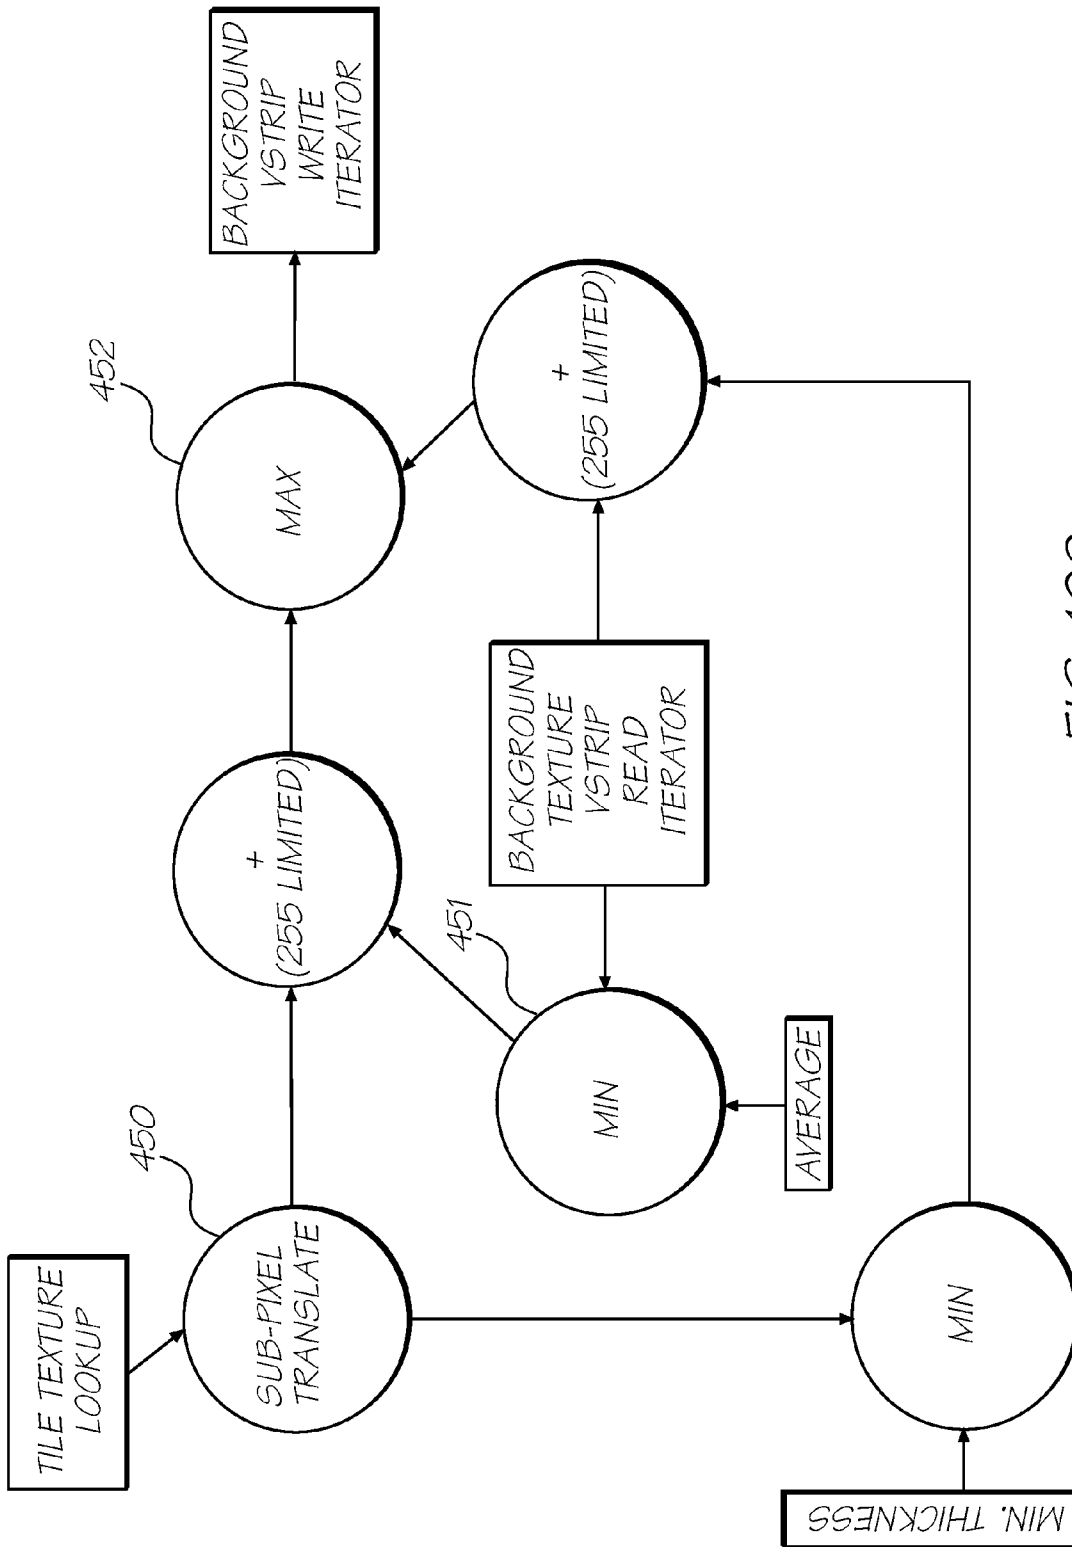 TILE TEXTURE
LOOKUP
450
SUB-PIXEL
TRANSLATE
+
(255 LIMITED)
452
MAX
BACKGROUND
VSTRIP
WRITE
ITERATOR
451
MIN
AVERAGE
BACKGROUND
TEXTURE
VSTRIP
READ
ITERATOR
+
(255 LIMITED)
MIN. THICKNESS
MIN